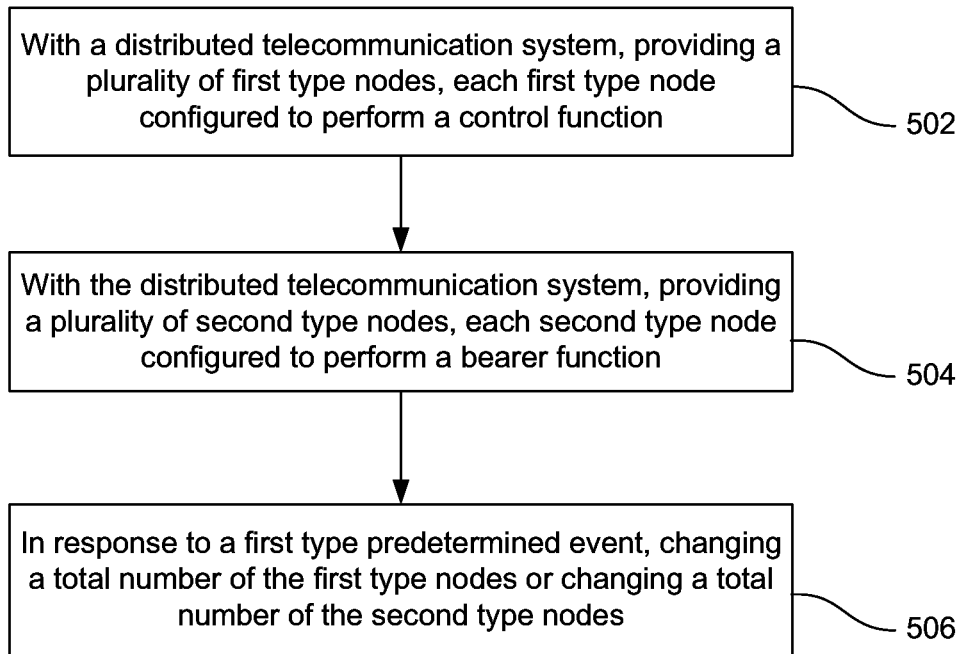 With a distributed telecommunication system, providing a
plurality of first type nodes, each first type node
configured to perform a control function
502
With the distributed telecommunication system, providing
a plurality of second type nodes, each second type node
configured to perform a bearer function
504
In response to a first type predetermined event, changing
a total number of the first type nodes or changing a total
number of the second type nodes
506